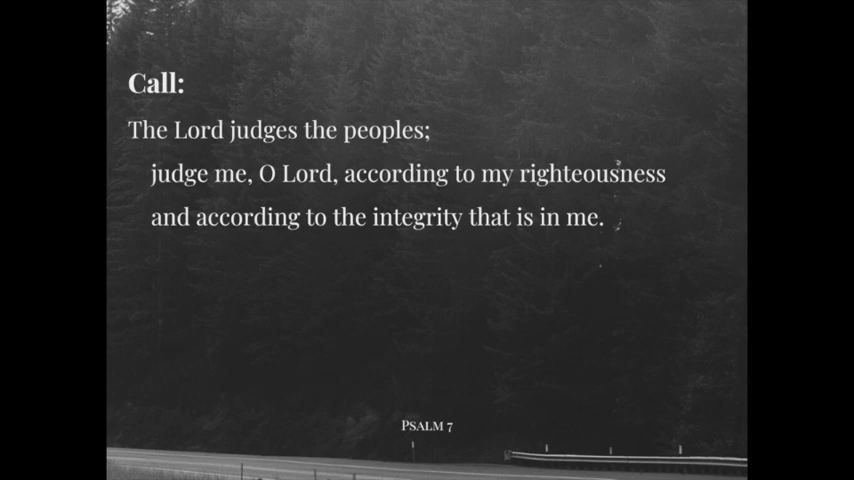 Call:
The Lord judges the peoples;
judge me, O Lord, according to my righteousness
and according to the integrity that is in me.
Psalm 7